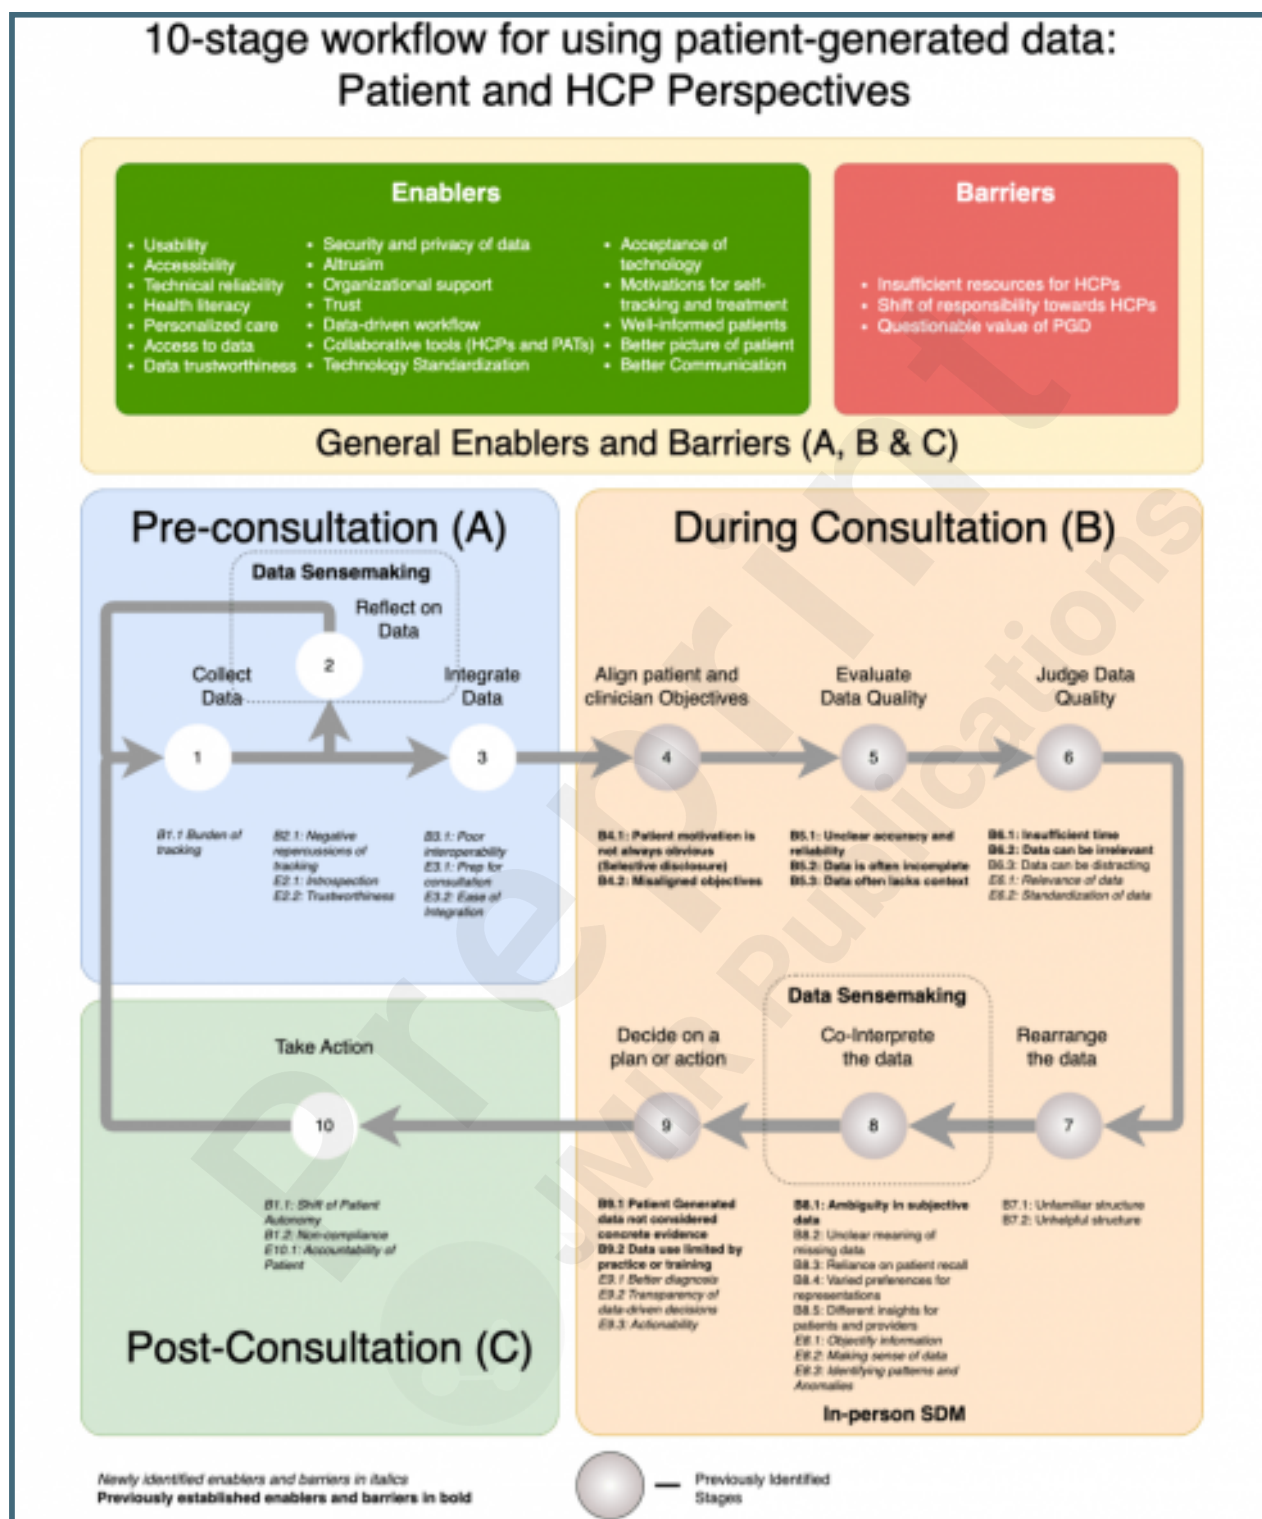 10-stage workflow for using patient-generated data:
Patient and HCP Perspectives
Enablers
• Usability
• Accessibility
• Technical reliability
• Health literacy
• Personalized care
• Access to data
• Data trustworthiness
• Security and privacy of data
• Altrusim
• Organizational support
• Trust
• Data-driven workflow
• Collaborative tools (HCPs and PATs)
• Technology Standardization
• Acceptance of
technology
• Motivations for self-
tracking and treatment
• Well-informed patients
• Better picture of patient
• Better Communication
Barriers
• Insufficient resources for HCPs
• Shift of responsibility towards HCPs
• Questionable value of PGD
General Enablers and Barriers (A, B & C)
Pre-consultation (A)
Data Sensemaking
Reflect on
Data
2
Collect
Data
1
Integrate
Data
3
B1.1 Burden of
tracking
B2.1: Negative
repercussions of
tracking
E2.1: Introspection
E2.2: Trustworthiness
B3.1: Poor
interoperability
E3.1: Prep for
consultation
E3.2: Ease of
Integration
During Consultation (B)
Align patient and
clinician Objectives
4
Evaluate
Data Quality
5
Judge Data
Quality
6
B4.1: Patient motivation is
not always obvious
(Selective disclosure)
B4.2: Misaligned objectives
B5.1: Unclear accuracy and
reliability
B5.2: Data is often incomplete
B5.3: Data often lacks context
B6.1: Insufficient time
B6.2: Data can be irrelevant
B6.3: Data can be distracting
E6.1: Relevance of data
E6.2: Standardization of data
Decide on a
plan or action
9
Data Sensemaking
Co-Interprete
the data
8
Rearrange
the data
7
B9.1 Patient Generated
data not considered
concrete evidence
B9.2 Data use limited by
practice or training
E9.1 Better diagnosis
E9.2 Transparency of
data-driven decisions
E9.3: Actionability
B8.1: Ambiguity in subjective
data
B8.2: Unclear meaning of
missing data
B8.3: Reliance on patient recall
B8.4: Varied preferences for
representations
B8.5: Different insights for
patients and providers
E8.1: Objectify information
E8.2: Making sense of data
E8.3: Identifying patterns and
Anomalies
B7.1: Unfamiliar structure
B7.2: Unhelpful structure
In-person SDM
Take Action
10
B1.1: Shift of Patient
Autonomy
B1.2: Non-compliance
E10.1: Accountability of
Patient
Post-Consultation (C)
Newly identified enablers and barriers in italics
Previously established enablers and barriers in bold
Previously Identified
Stages
Preprint
JMIR Publications